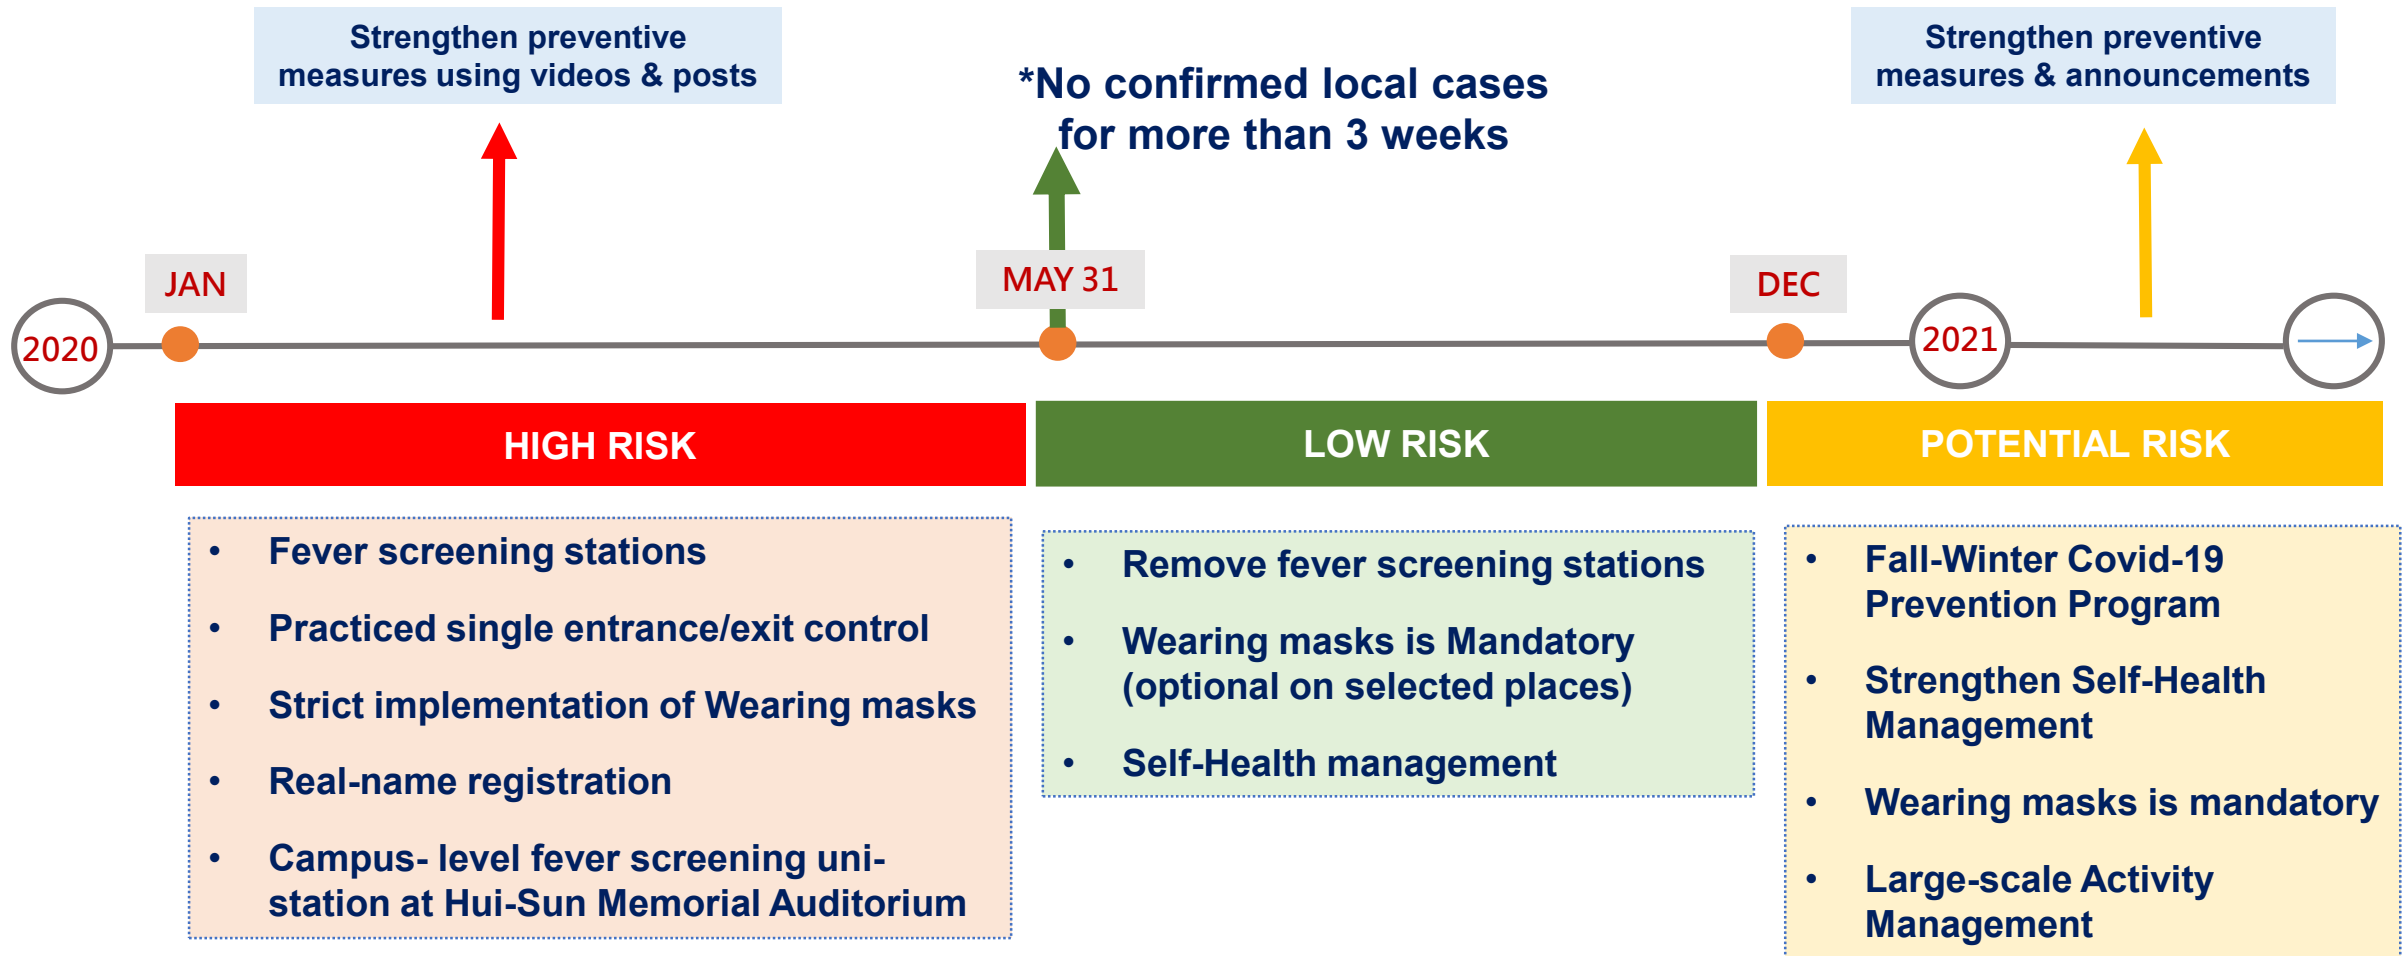 Strengthen preventive
measures using videos & posts
*No confirmed local cases
for more than 3 weeks
Strengthen preventive
measures & announcements
JAN
MAY 31
DEC
2020
2021
HIGH RISK
LOW RISK
POTENTIAL RISK
• Fever screening stations
• Practiced single entrance/exit control
• Strict implementation of Wearing masks
• Real-name registration
• Campus- level fever screening uni-
station at Hui-Sun Memorial Auditorium
• Remove fever screening stations
• Wearing masks is Mandatory
(optional on selected places)
• Self-Health management
• Fall-Winter Covid-19
Prevention Program
• Strengthen Self-Health
Management
• Wearing masks is mandatory
• Large-scale Activity
Management